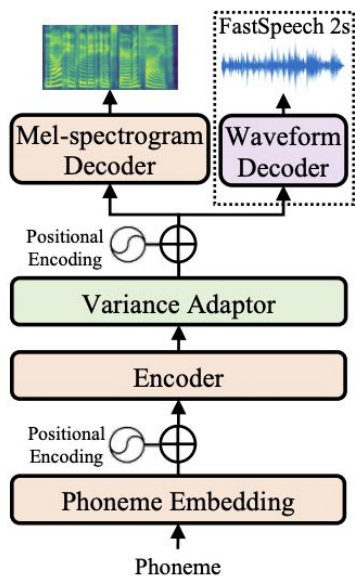 FastSpeech 2s
Mel-spectrogram
Decoder
Waveform
Decoder
Positional
Encoding
Variance Adaptor
Encoder
Positional
Encoding
Phoneme Embedding
Phoneme